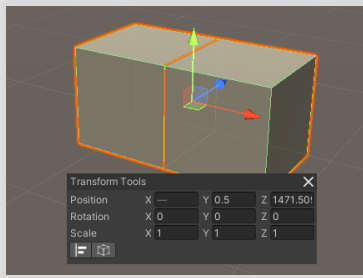 Transform Tools
Position X — Y 0.5 Z 1471.50
Rotation X 0 Y 0 Z 0
Scale X 1 Y 1 Z 1